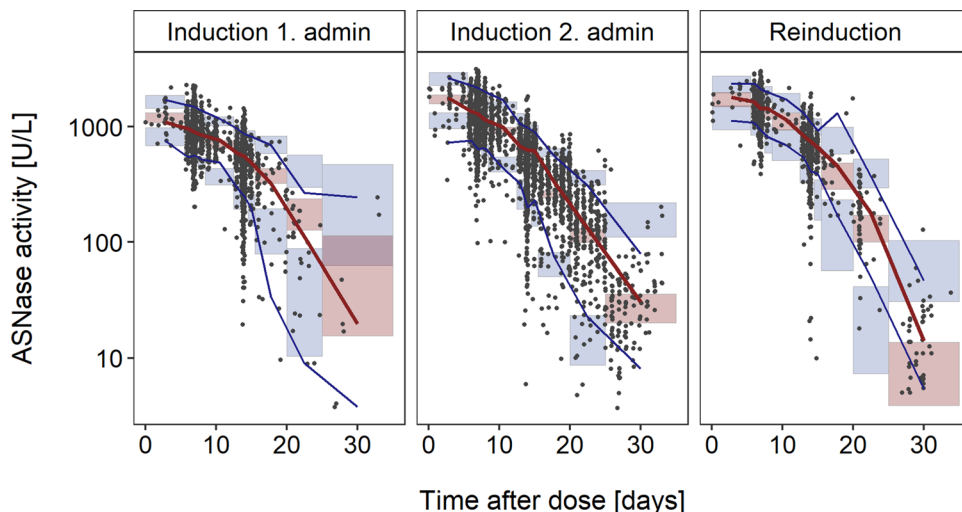 Induction 1. admin
Induction 2. admin
Reinduction
ASNase activity [U/L]
1000
100
10
0 10 20 30
0 10 20 30
0 10 20 30
Time after dose [days]